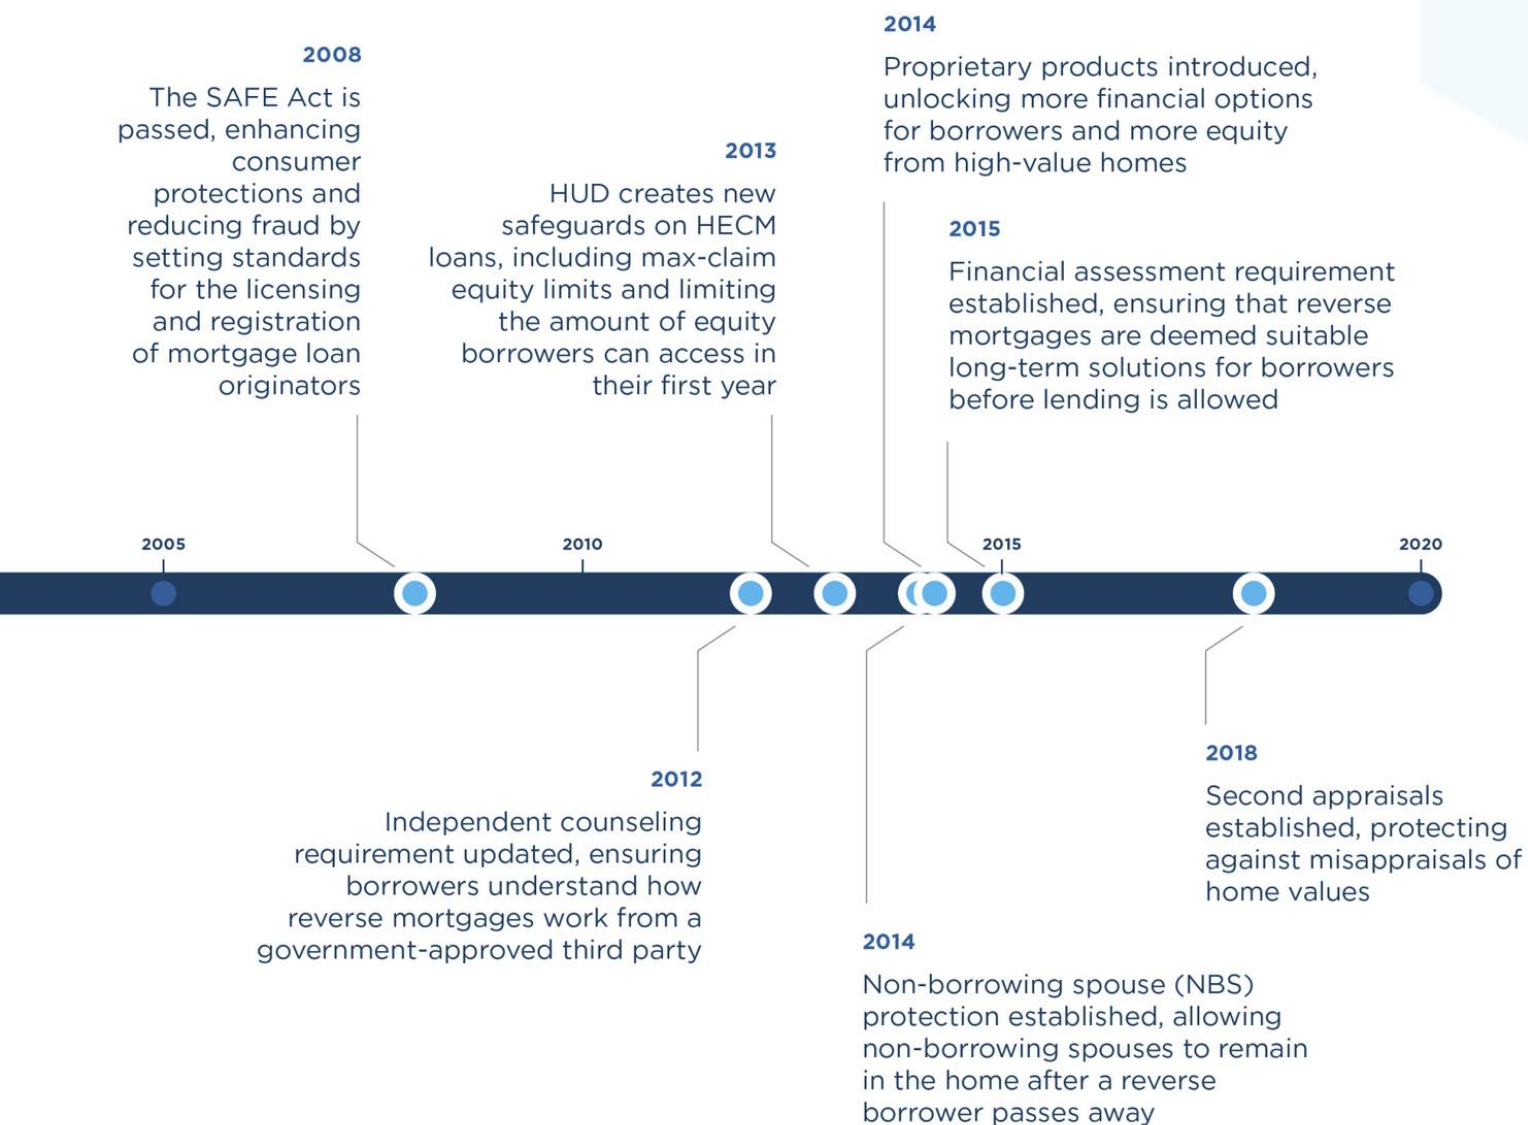 2008
The SAFE Act is
passed, enhancing
consumer
protections and
reducing fraud by
setting standards
for the licensing
and registration
of mortgage loan
originators
2013
HUD creates new
safeguards on HECM
loans, including max-claim
equity limits and limiting
the amount of equity
borrowers can access in
their first year
2014
Proprietary products introduced,
unlocking more financial options
for borrowers and more equity
from high-value homes
2015
Financial assessment requirement
established, ensuring that reverse
mortgages are deemed suitable
long-term solutions for borrowers
before lending is allowed
2005
2010
2015
2020
2012
Independent counseling
requirement updated, ensuring
borrowers understand how
reverse mortgages work from a
government-approved third party
2014
Non-borrowing spouse (NBS)
protection established, allowing
non-borrowing spouses to remain
in the home after a reverse
borrower passes away
2018
Second appraisals
established, protecting
against misappraisals of
home values